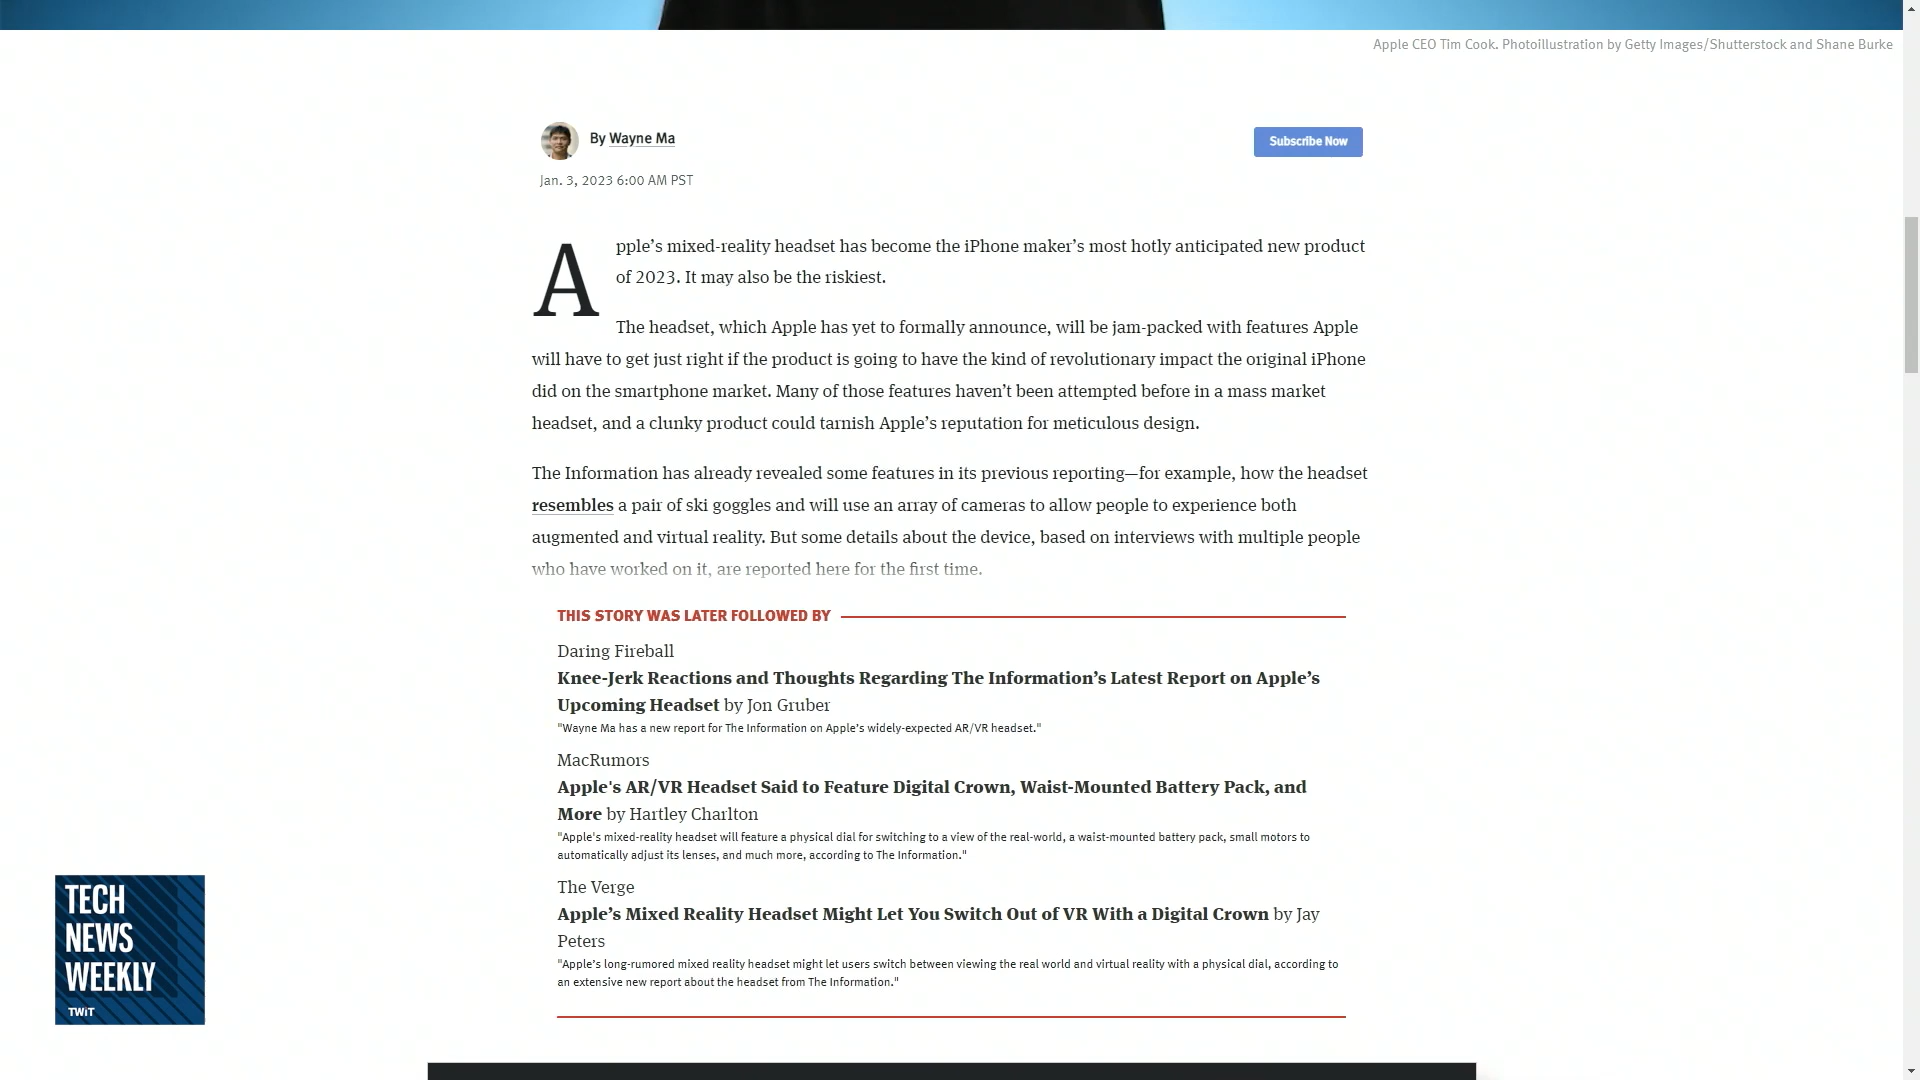 Apple CEO Tim Cook. Photoillustration by Getty Images/Shutterstock and Shane Burke
By Wayne Ma
Subscribe Now
Jan. 3, 2023 6:00 AM PST
Apple’s mixed-reality headset has become the iPhone maker’s most hotly anticipated new product
of 2023. It may also be the riskiest.
The headset, which Apple has yet to formally announce, will be jam-packed with features Apple
will have to get just right if the product is going to have the kind of revolutionary impact the original iPhone
did on the smartphone market. Many of those features haven’t been attempted before in a mass market
headset, and a clunky product could tarnish Apple’s reputation for meticulous design.
The Information has already revealed some features in its previous reporting—for example, how the headset
resembles a pair of ski goggles and will use an array of cameras to allow people to experience both
augmented and virtual reality. But some details about the device, based on interviews with multiple people
who have worked on it, are reported here for the first time.
THIS STORY WAS LATER FOLLOWED BY
Daring Fireball
Knee-Jerk Reactions and Thoughts Regarding The Information’s Latest Report on Apple’s
Upcoming Headset by Jon Gruber
"Wayne Ma has a new report for The Information on Apple’s widely-expected AR/VR headset."
MacRumors
Apple's AR/VR Headset Said to Feature Digital Crown, Waist-Mounted Battery Pack, and
More by Hartley Charlton
"Apple's mixed-reality headset will feature a physical dial for switching to a view of the real-world, a waist-mounted battery pack, small motors to
automatically adjust its lenses, and much more, according to The Information."
The Verge
Apple’s Mixed Reality Headset Might Let You Switch Out of VR With a Digital Crown by Jay
Peters
"Apple’s long-rumored mixed reality headset might let users switch between viewing the real world and virtual reality with a physical dial, according to
an extensive new report about the headset from The Information."
TECH
NEWS
WEEKLY
TWiT